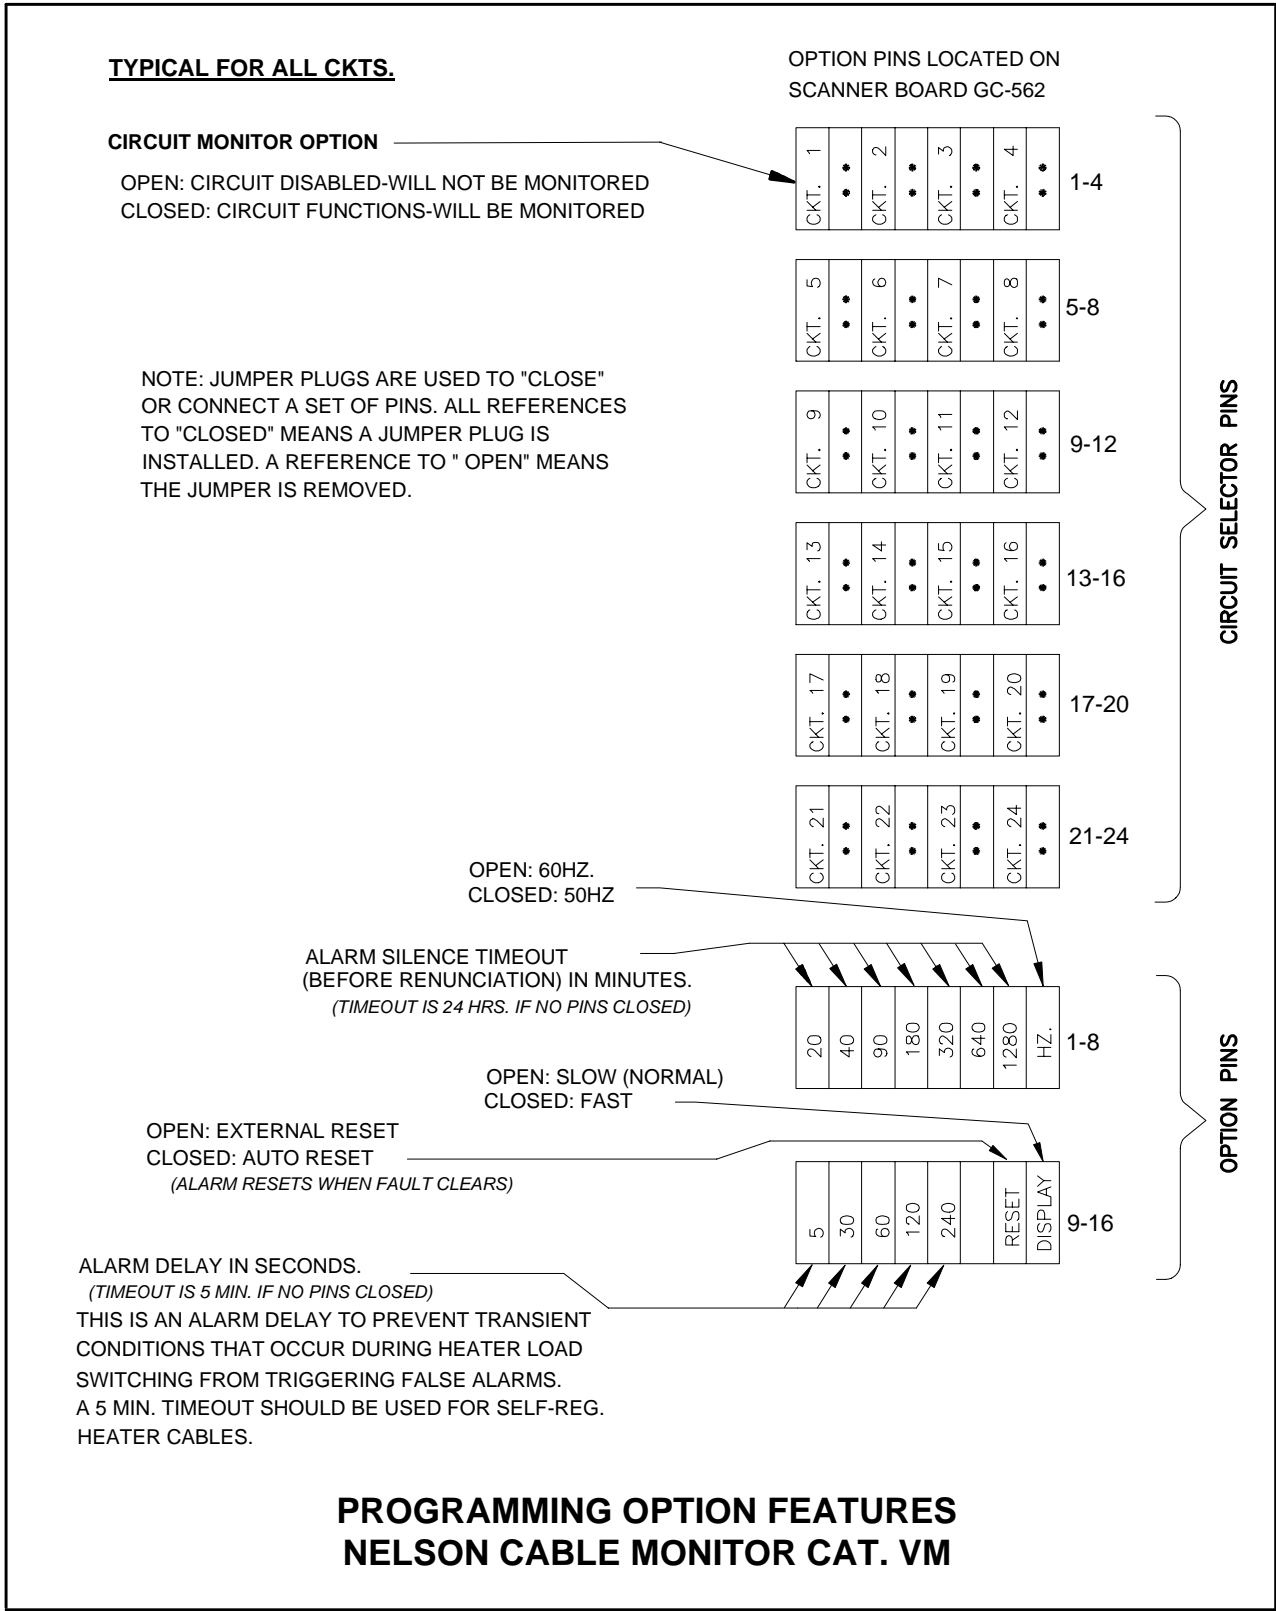 TYPICAL FOR ALL CKTS.
OPTION PINS LOCATED ON
SCANNER BOARD GC-562
CIRCUIT MONITOR OPTION
OPEN: CIRCUIT DISABLED-WILL NOT BE MONITORED
CLOSED: CIRCUIT FUNCTIONS-WILL BE MONITORED
CKT. 1
CKT. 2
CKT. 3
CKT. 4
1-4
CKT. 5
CKT. 6
CKT. 7
CKT. 8
5-8
NOTE: JUMPER PLUGS ARE USED TO "CLOSE"
OR CONNECT A SET OF PINS. ALL REFERENCES
TO "CLOSED" MEANS A JUMPER PLUG IS
INSTALLED. A REFERENCE TO " OPEN" MEANS
THE JUMPER IS REMOVED.
CKT. 9
CKT. 10
CKT. 11
CKT. 12
9-12
CKT. 13
CKT. 14
CKT. 15
CKT. 16
13-16
CKT. 17
CKT. 18
CKT. 19
CKT. 20
17-20
CKT. 21
CKT. 22
CKT. 23
CKT. 24
21-24
CIRCUIT SELECTOR PINS
OPEN: 60HZ.
CLOSED: 50HZ
ALARM SILENCE TIMEOUT
(BEFORE RENUNCIATION) IN MINUTES.
(TIMEOUT IS 24 HRS. IF NO PINS CLOSED)
20
40
90
180
320
640
1280
HZ.
1-8
OPEN: SLOW (NORMAL)
CLOSED: FAST
OPEN: EXTERNAL RESET
CLOSED: AUTO RESET
(ALARM RESETS WHEN FAULT CLEARS)
5
30
60
120
240
RESET
DISPLAY
9-16
OPTION PINS
ALARM DELAY IN SECONDS.
(TIMEOUT IS 5 MIN. IF NO PINS CLOSED)
THIS IS AN ALARM DELAY TO PREVENT TRANSIENT
CONDITIONS THAT OCCUR DURING HEATER LOAD
SWITCHING FROM TRIGGERING FALSE ALARMS.
A 5 MIN. TIMEOUT SHOULD BE USED FOR SELF-REG.
HEATER CABLES.
PROGRAMMING OPTION FEATURES
NELSON CABLE MONITOR CAT. VM